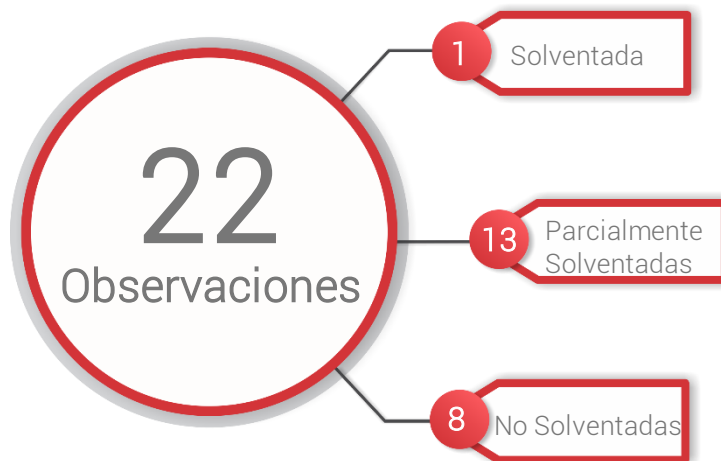 22
Observaciones
1
Solventada
13
Parcialmente
Solventadas
8
No Solventadas